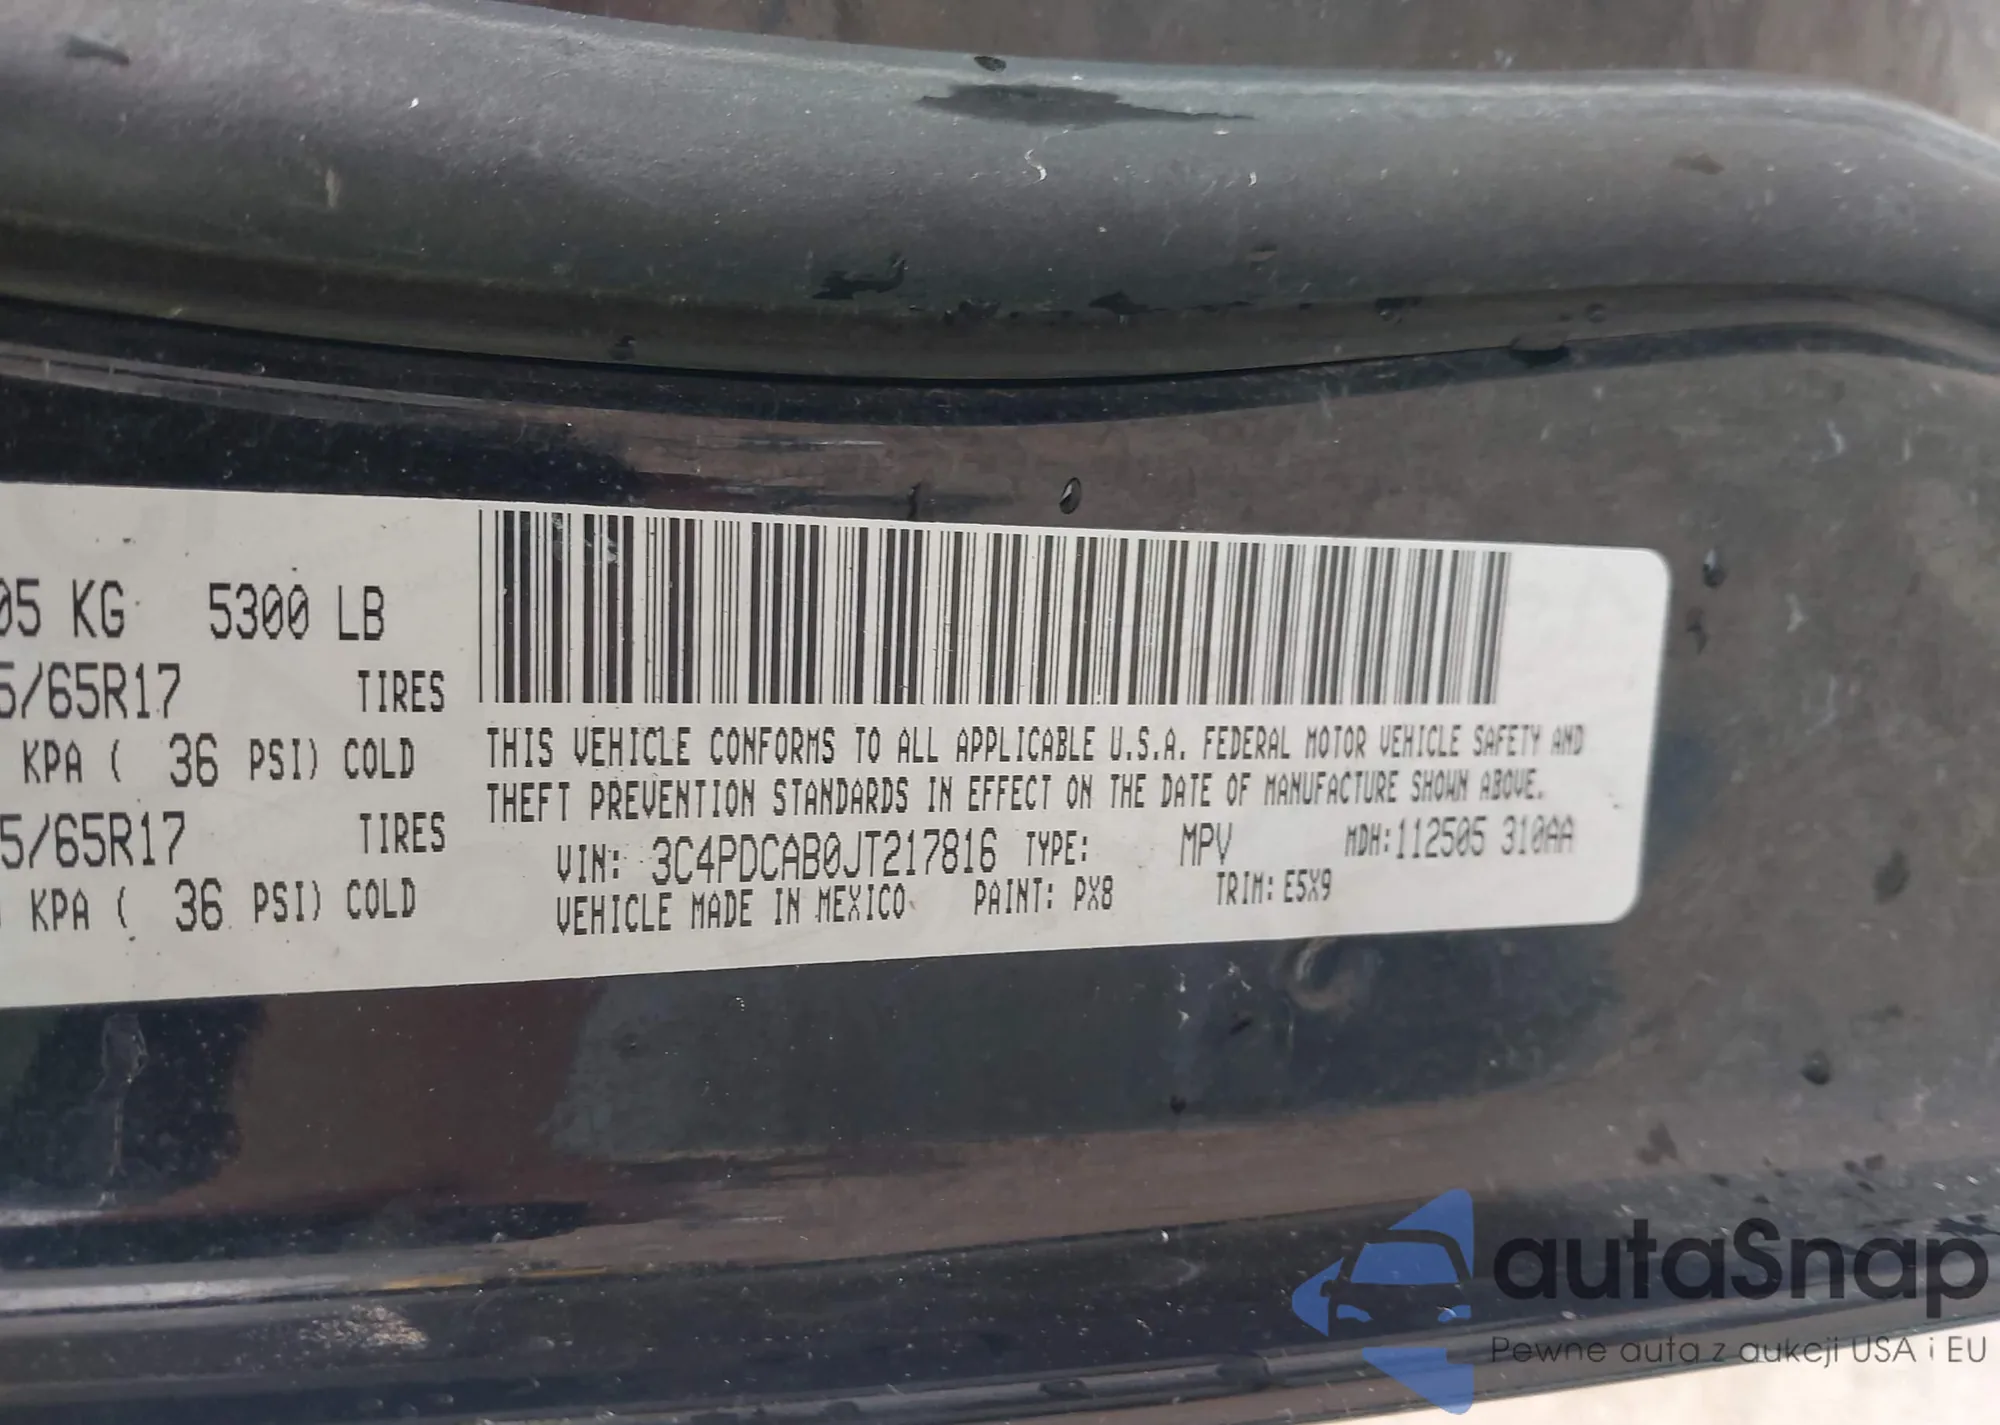 05 KG 5300 LB
5/65R17 TIRES
KPA ( 36 PSI) COLD
5/65R17 TIRES
KPA ( 36 PSI) COLD
THIS VEHICLE CONFORMS TO ALL APPLICABLE U.S.A. FEDERAL MOTOR VEHICLE SAFETY AND
THEFT PREVENTION STANDARDS IN EFFECT ON THE DATE OF MANUFACTURE SHOWN ABOVE.
VIN: 3C4PDCAB0JT217816 TYPE: MPV MDH:112505 310AA
VEHICLE MADE IN MEXICO PAINT: PX8 TRIM: E5X9
autaSnap
Pewne auta z aukcji USA i EU